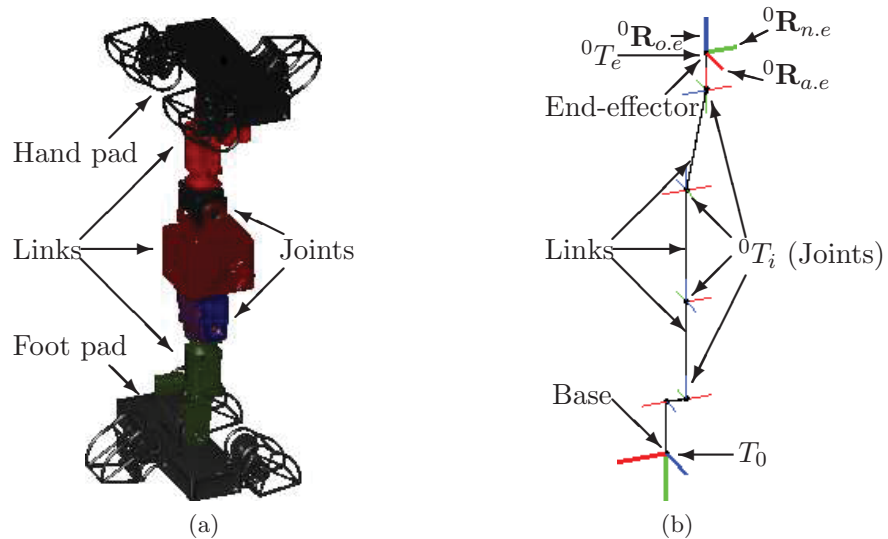 Hand pad
Links
Joints
Foot pad
(a)
⁰R_{o.e}
⁰R_{n.e}
⁰T_e
⁰R_{a.e}
End-effector
Links
⁰T_i (Joints)
Base
T_0
(b)